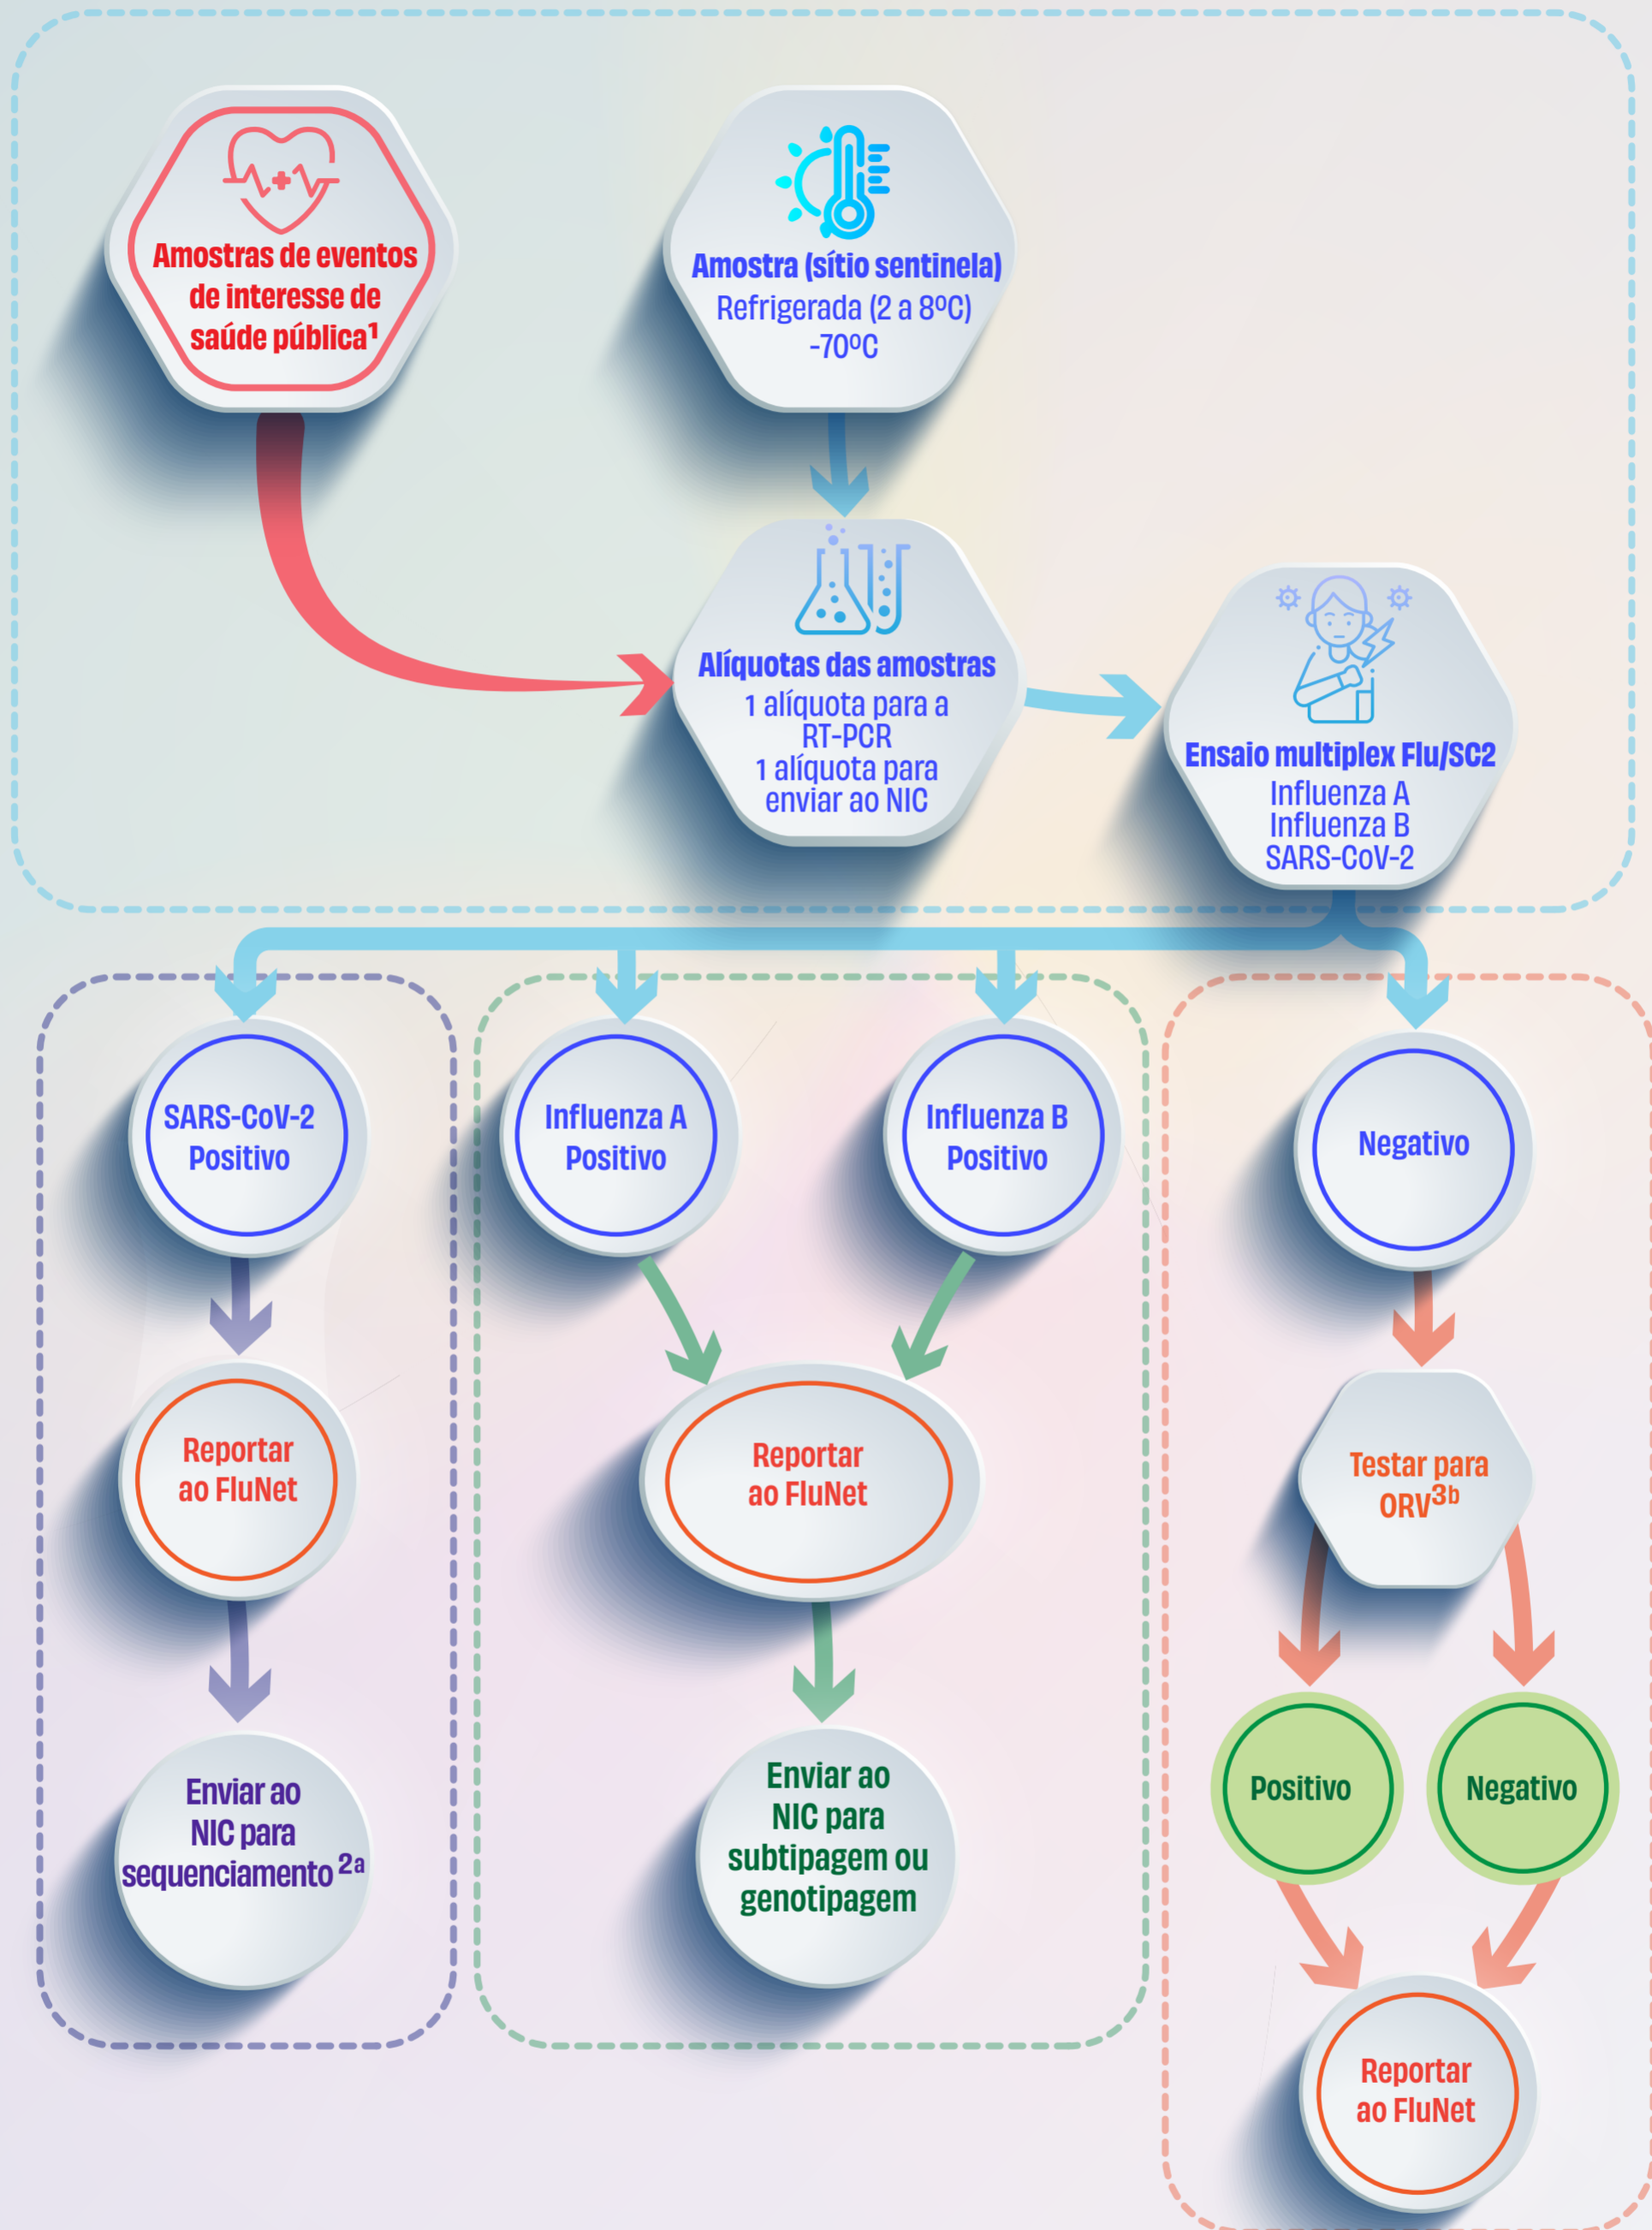 Amostras de eventos
de interesse de
saúde pública¹
Amostra (sítio sentinela)
Refrigerada (2 a 8ºC)
-70ºC
Alíquotas das amostras
1 alíquota para a
RT-PCR
1 alíquota para
enviar ao NIC
Ensaio multiplex Flu/SC2
Influenza A
Influenza B
SARS-CoV-2
SARS-CoV-2
Positivo
Influenza A
Positivo
Influenza B
Positivo
Negativo
Reportar
ao FluNet
Reportar
ao FluNet
Testar para
ORV3b
Enviar ao
NIC para
sequenciamento 2a
Enviar ao
NIC para
subtipagem ou
genotipagem
Positivo
Negativo
Reportar
ao FluNet